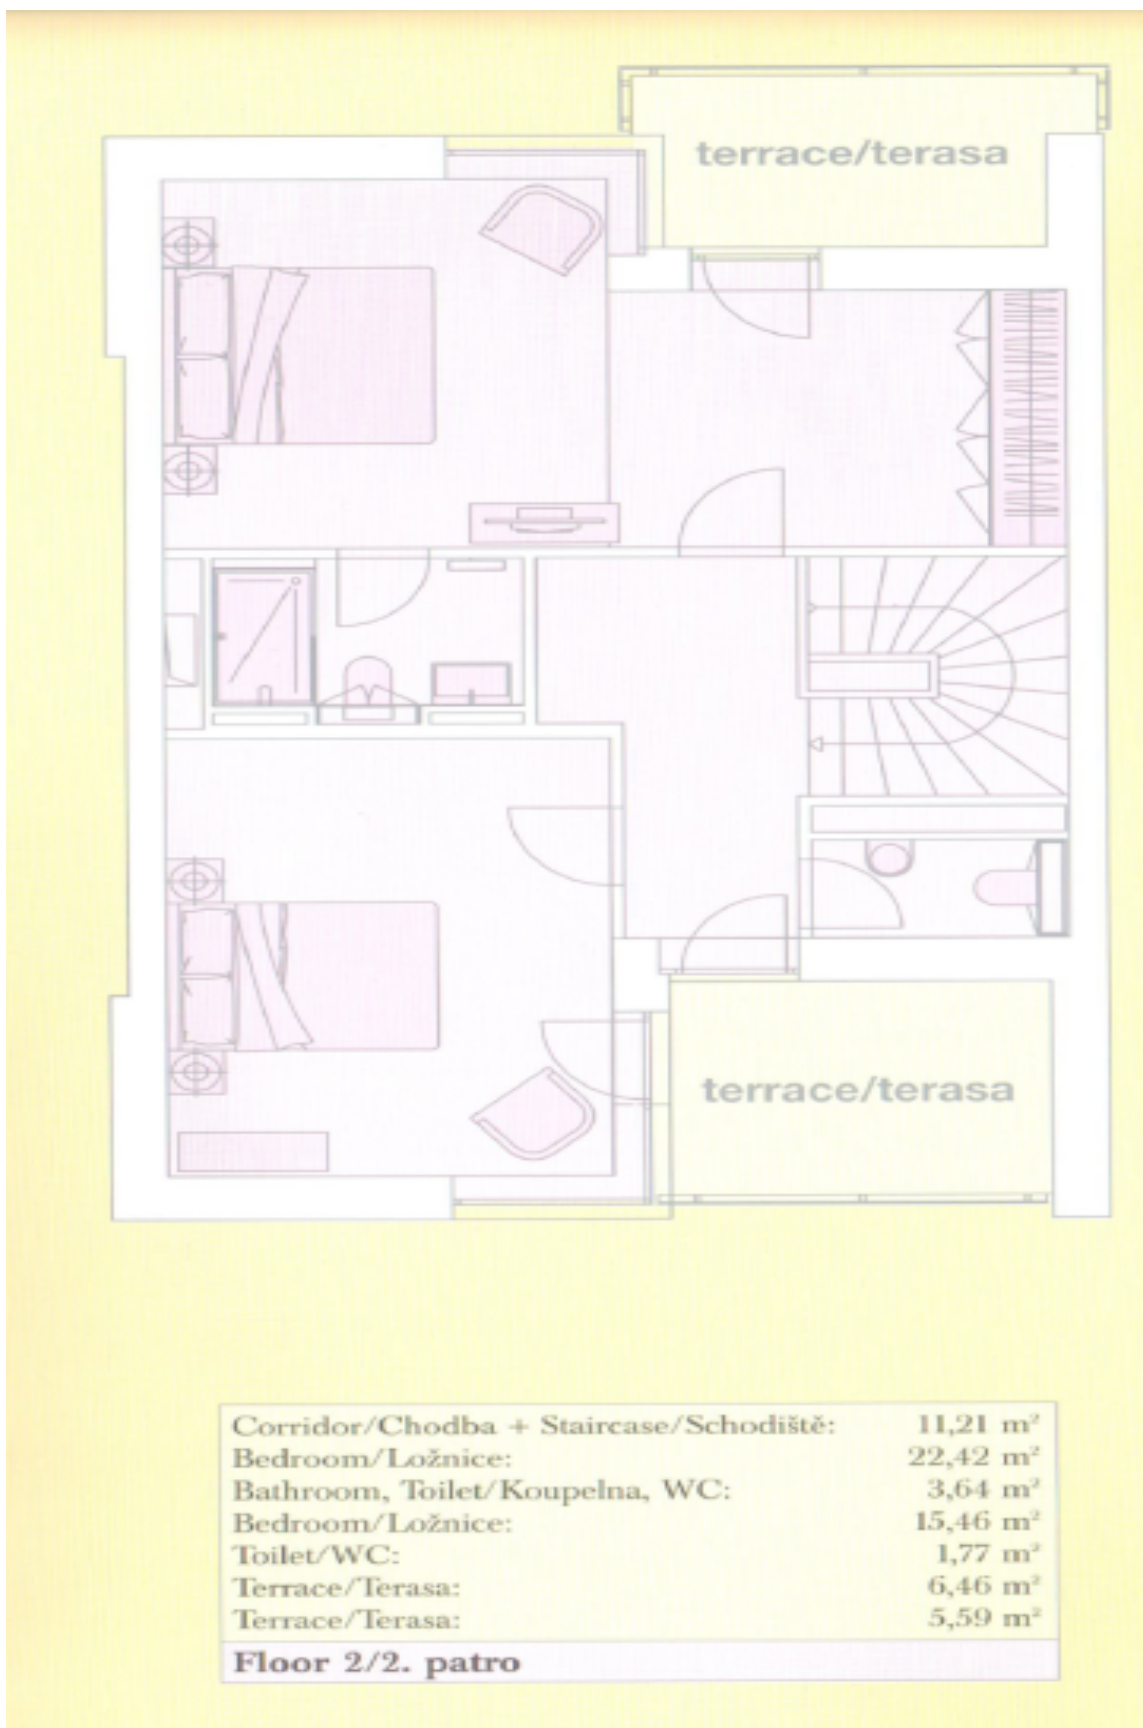 terrace/terasa
terrace/terasa
Corridor/Chodba + Staircase/Schodiště: 11,21 m²
Bedroom/Ložnice: 22,42 m²
Bathroom, Toilet/Koupelna, WC: 3,64 m²
Bedroom/Ložnice: 15,46 m²
Toilet/WC: 1,77 m²
Terrace/Terasa: 6,46 m²
Terrace/Terasa: 5,59 m²
Floor 2/2. patro